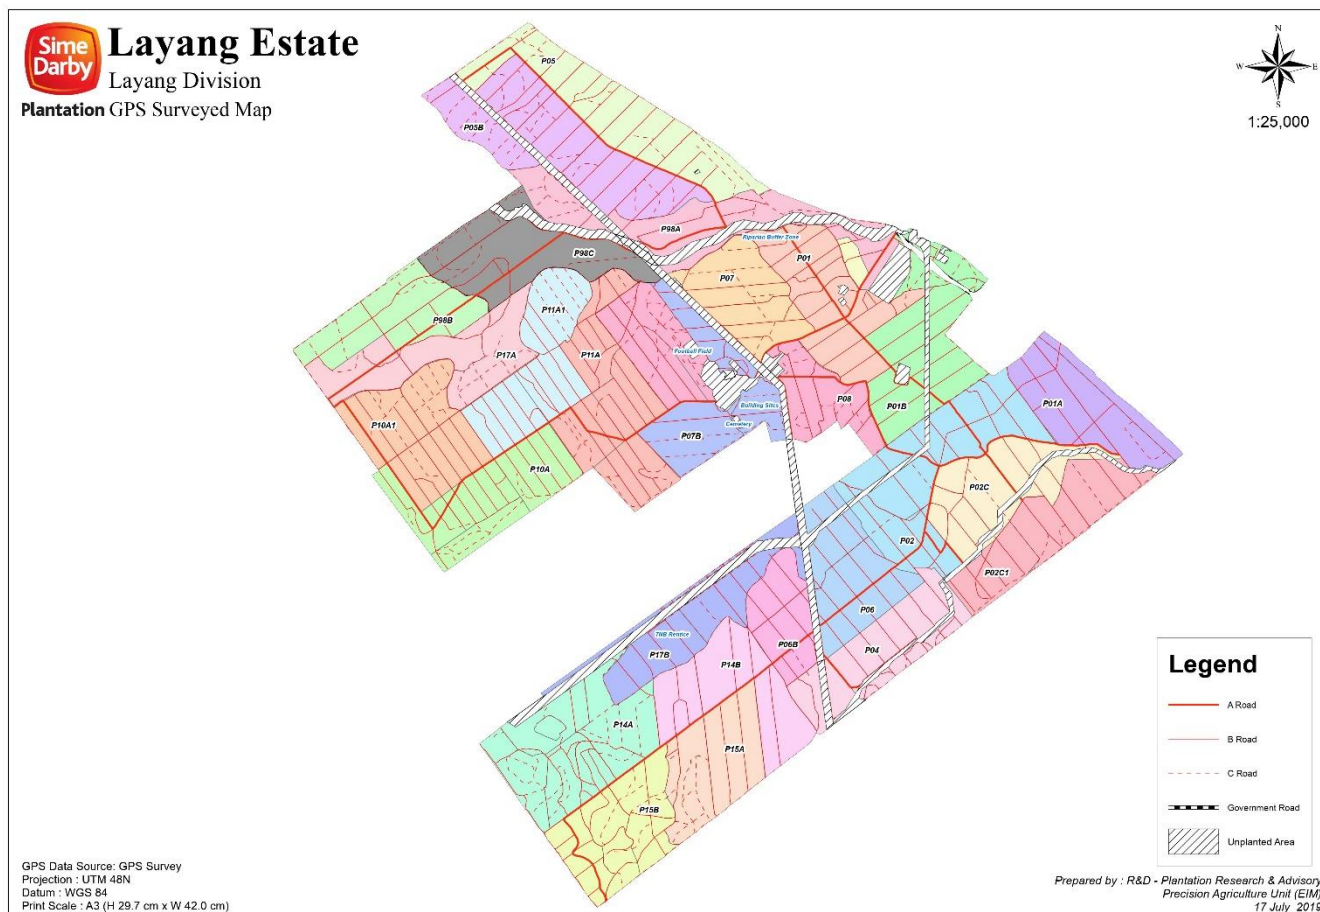 Sime
Darby
Plantation
Layang Estate
Layang Division
GPS Surveyed Map
N
W
E
S
1:25,000
P05
P05B
P98A
Riparian Buffer Zone
P98C
P07
P01
P98B
P11A1
P17A
P11A
Football Field
P08
P01B
P01A
Building Sites
Cemetery
P10A1
P07B
P10A
P02C
P02
P02C1
P06
TNB Rentice
P17B
P14B
P06B
P04
P14A
P15A
P15B
Legend
A Road
B Road
C Road
Government Road
Unplanted Area
GPS Data Source: GPS Survey
Projection : UTM 48N
Datum : WGS 84
Print Scale : A3 (H 29.7 cm x W 42.0 cm)
Prepared by : R&D - Plantation Research & Advisory
Precision Agriculture Unit (EIM)
17 July 2019